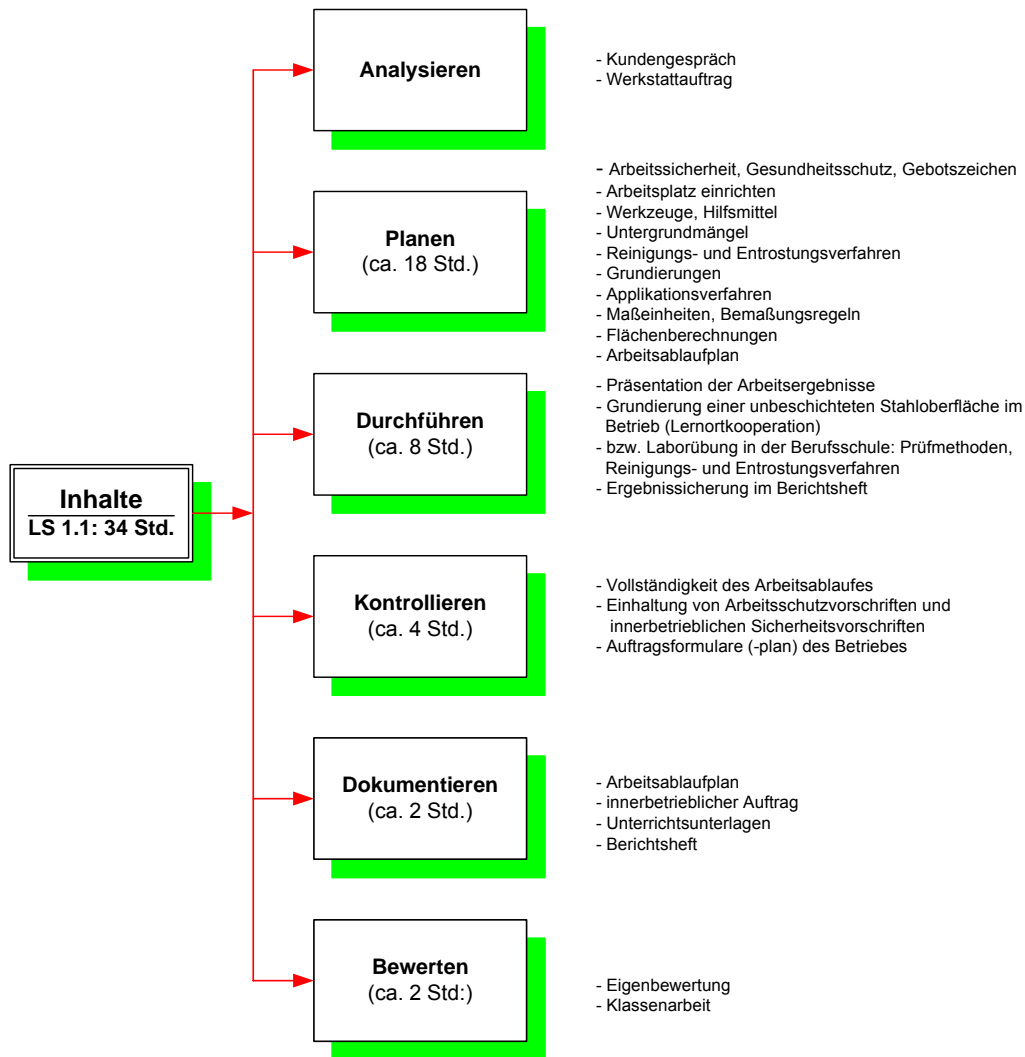 Inhalte
LS 1.1: 34 Std.
Analysieren
- Kundengespräch
- Werkstattauftrag
Planen
(ca. 18 Std.)
- Arbeitssicherheit, Gesundheitsschutz, Gebotszeichen
- Arbeitsplatz einrichten
- Werkzeuge, Hilfsmittel
- Untergrundmängel
- Reinigungs- und Entrostungsverfahren
- Grundierungen
- Applikationsverfahren
- Maßeinheiten, Bemaßungsregeln
- Flächenberechnungen
- Arbeitsablaufplan
Durchführen
(ca. 8 Std.)
- Präsentation der Arbeitsergebnisse
- Grundierung einer unbeschichteten Stahloberfläche im
Betrieb (Lernortkooperation)
- bzw. Laborübung in der Berufsschule: Prüfmethoden,
Reinigungs- und Entrostungsverfahren
- Ergebnissicherung im Berichtsheft
Kontrollieren
(ca. 4 Std.)
- Vollständigkeit des Arbeitsablaufes
- Einhaltung von Arbeitsschutzvorschriften und
innerbetrieblichen Sicherheitsvorschriften
- Auftragsformulare (-plan) des Betriebes
Dokumentieren
(ca. 2 Std.)
- Arbeitsablaufplan
- innerbetrieblicher Auftrag
- Unterrichtsunterlagen
- Berichtsheft
Bewerten
(ca. 2 Std:)
- Eigenbewertung
- Klassenarbeit